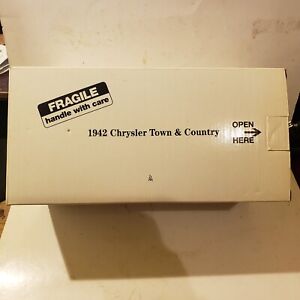 FRAGILE
handle with care
1942 Chrysler Town & Country
OPEN
HERE